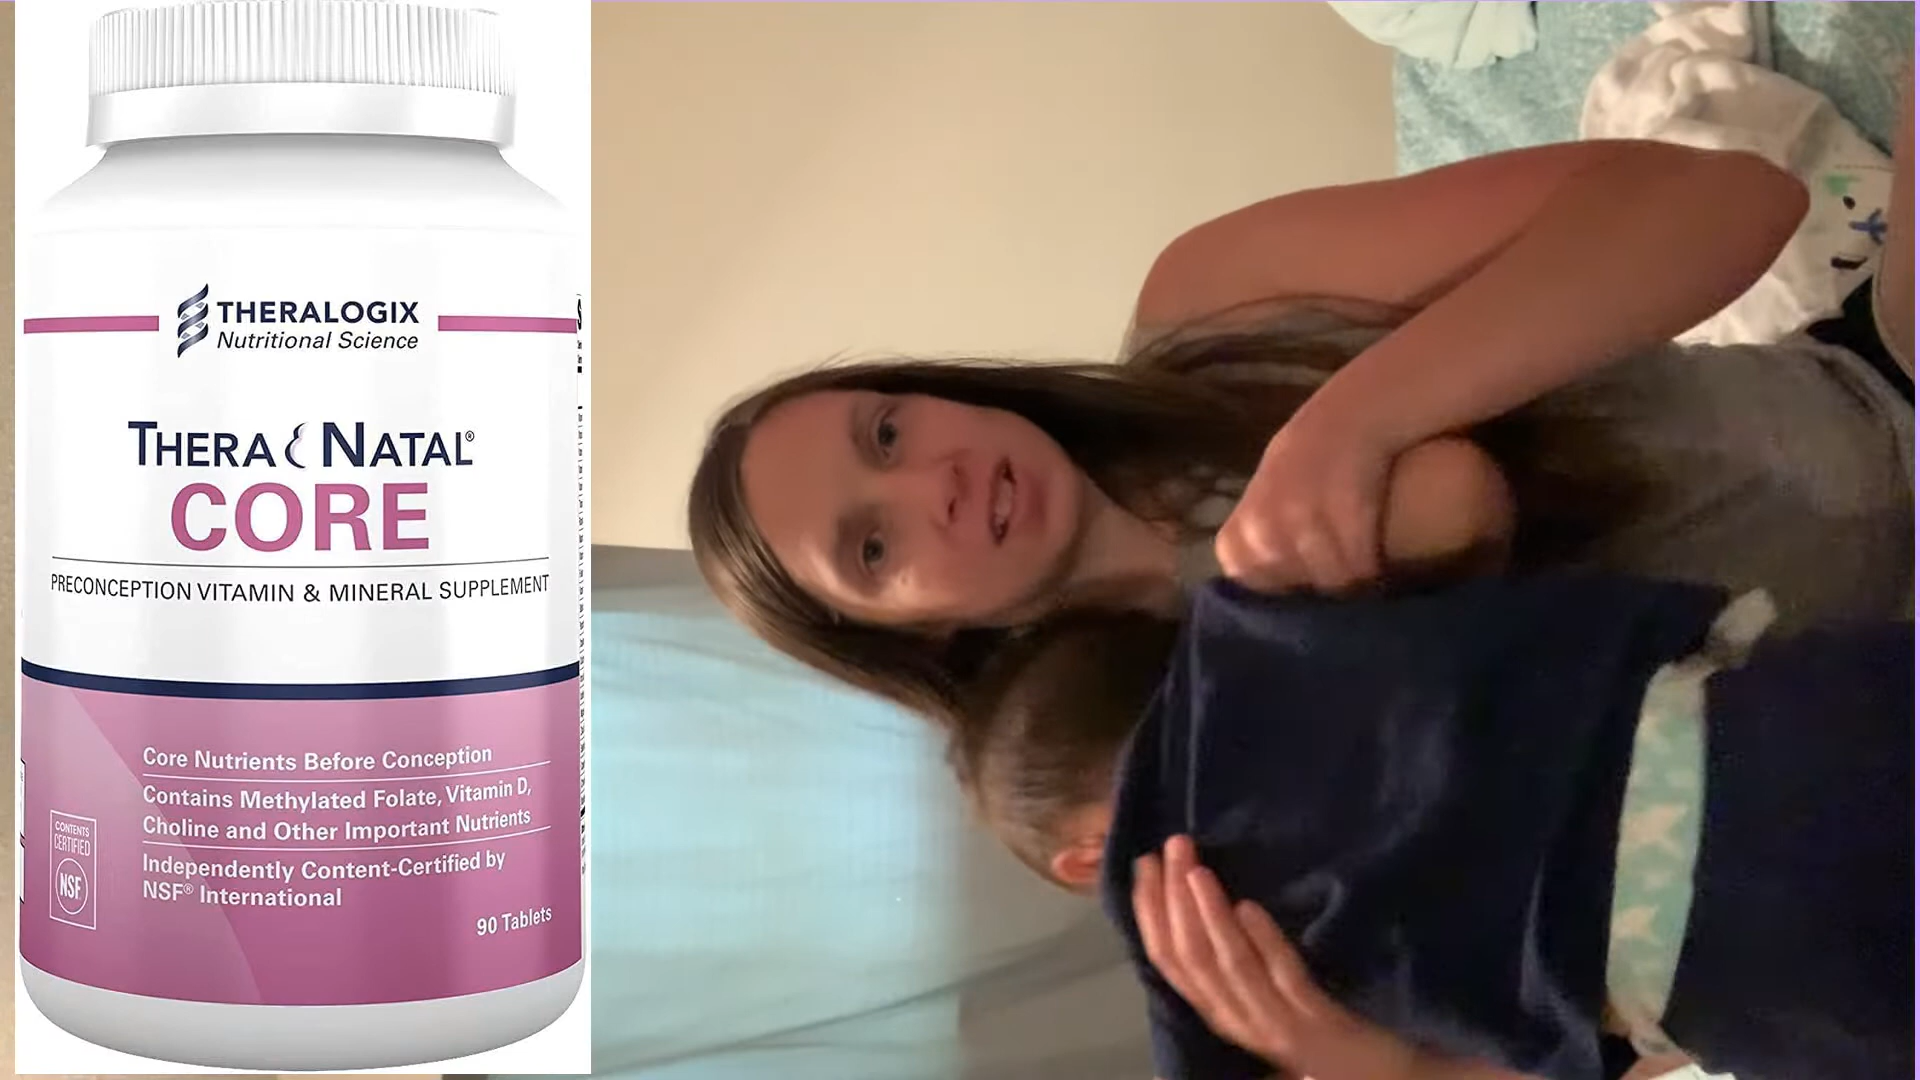 THERALOGIX
Nutritional Science
THERA NATAL®
CORE
PRECONCEPTION VITAMIN & MINERAL SUPPLEMENT
Core Nutrients Before Conception
Contains Methylated Folate, Vitamin D,
Choline and Other Important Nutrients
Independently Content-Certified by
NSF® International
CONTENTS
CERTIFIED
NSF
90 Tablets